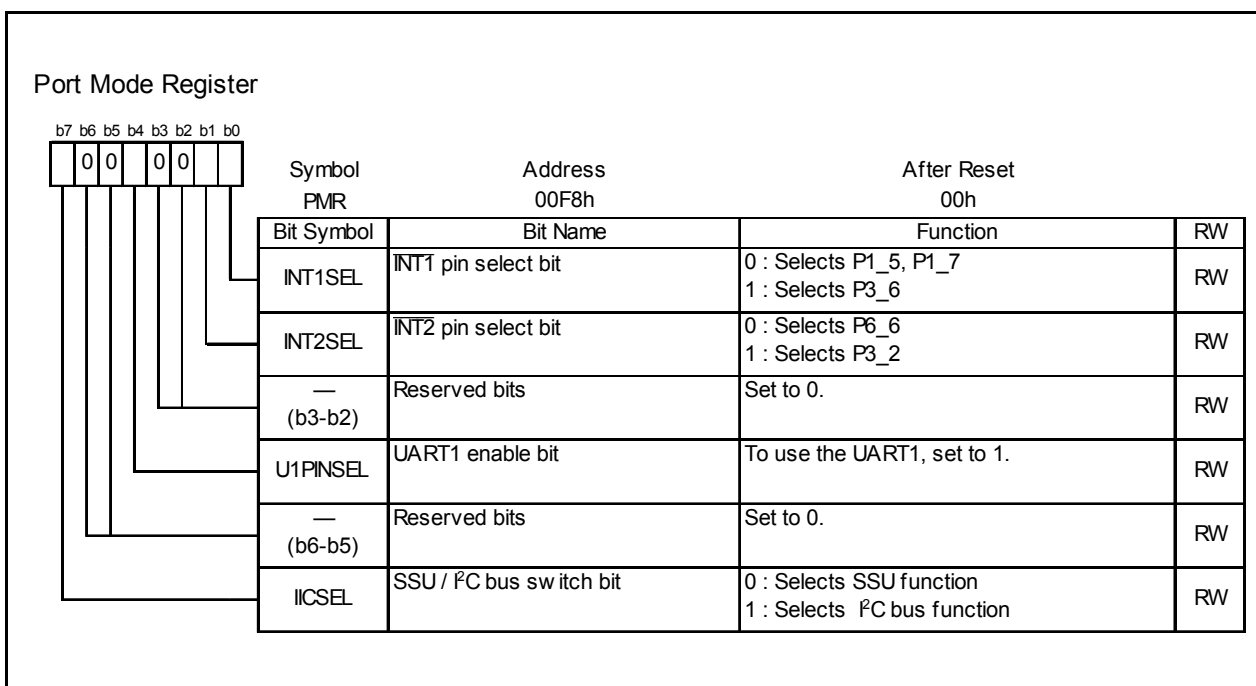 Port Mode Register
b7 b6 b5 b4 b3 b2 b1 b0
0 0 0 0
Symbol Address After Reset
PMR 00F8h 00h
Bit Symbol Bit Name Function RW
INT1SEL INT1 pin select bit 0 : Selects P1_5, P1_7
1 : Selects P3_6 RW
INT2SEL INT2 pin select bit 0 : Selects P6_6
1 : Selects P3_2 RW
— (b3-b2) Reserved bits Set to 0. RW
U1PINSEL UART1 enable bit To use the UART1, set to 1. RW
— (b6-b5) Reserved bits Set to 0. RW
IICSEL SSU / I²C bus switch bit 0 : Selects SSU function
1 : Selects I²C bus function RW